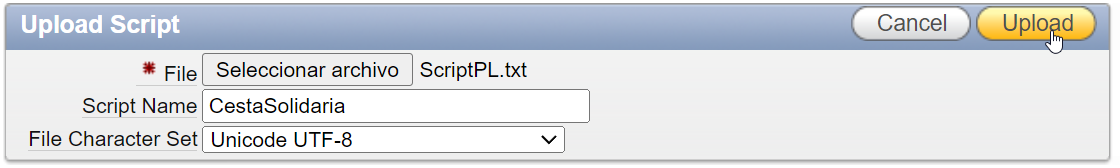 Upload Script Cancel Upload
* File Seleccionar archivo ScriptPL.txt
Script Name CestaSolidaria
File Character Set Unicode UTF-8